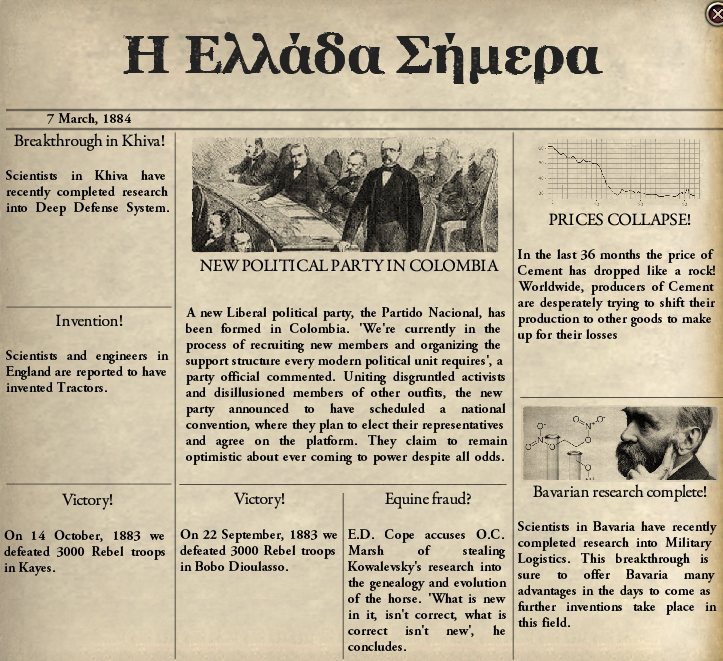 Η Ελλάδα Σήμερα
7 March, 1884
Breakthrough in Khiva!
Scientists in Khiva have
recently completed research
into Deep Defense System.
Invention!
Scientists and engineers in
England are reported to have
invented Tractors.
NEW POLITICAL PARTY IN COLOMBIA
A new Liberal political party, the Partido Nacional, has
been formed in Colombia. 'We're currently in the
process of recruiting new members and organizing the
support structure every modern political unit requires', a
party official commented. Uniting disgruntled activists
and disillusioned members of other outfits, the new
party announced to have scheduled a national
convention, where they plan to elect their representatives
and agree on the platform. They claim to remain
optimistic about ever coming to power despite all odds.
PRICES COLLAPSE!
In the last 36 months the price of
Cement has dropped like a rock!
Worldwide, producers of Cement
are desperately trying to shift their
production to other goods to make
up for their losses
Bavarian research complete!
Scientists in Bavaria have recently
completed research into Military
Logistics. This breakthrough is
sure to offer Bavaria many
advantages in the days to come as
further inventions take place in
this field.
Victory!
On 14 October, 1883 we
defeated 3000 Rebel troops
in Kayes.
Victory!
On 22 September, 1883 we
defeated 3000 Rebel troops
in Bobo Dioulasso.
Equine fraud?
E.D. Cope accuses O.C.
Marsh of stealing
Kowalevsky's research into
the genealogy and evolution
of the horse. 'What is new
in it, isn't correct, what is
correct isn't new', he
concludes.